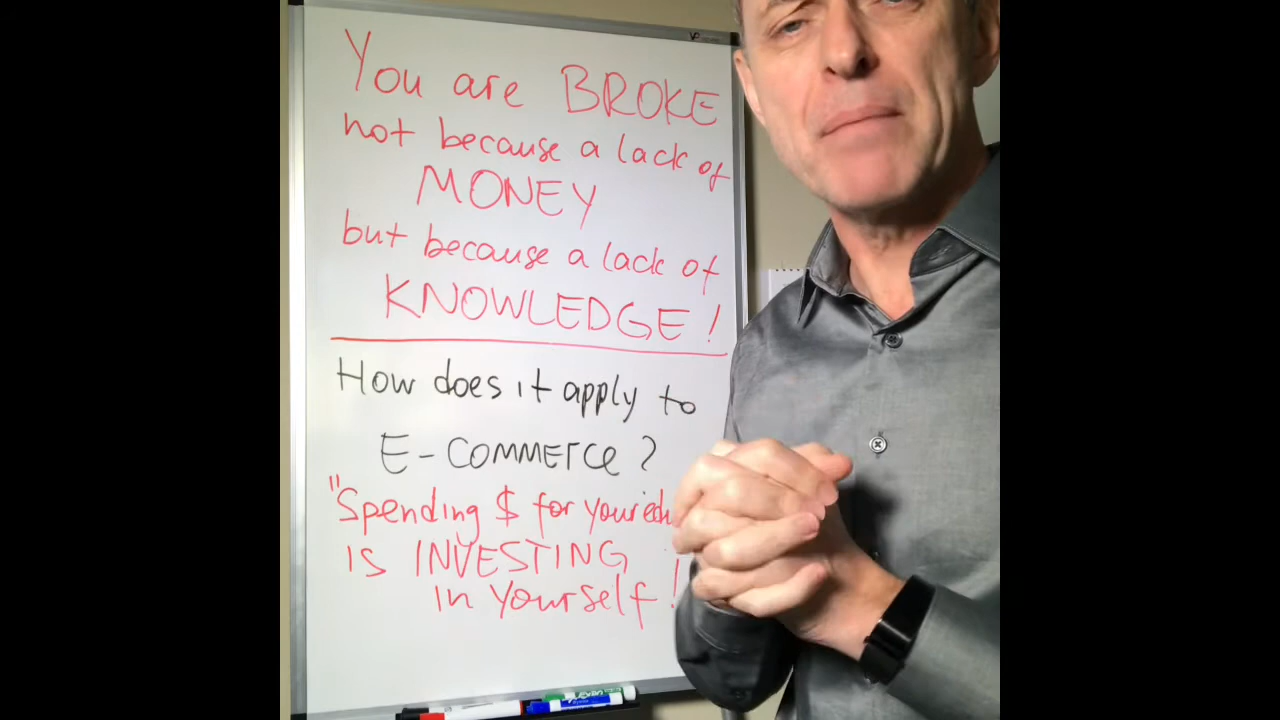 You are BROKE
not because a lack of
MONEY
but because a lack of
KNOWLEDGE!
How does it apply to
E-COMMERCE?
"Spending $ for your
is INVESTING
in yourself!